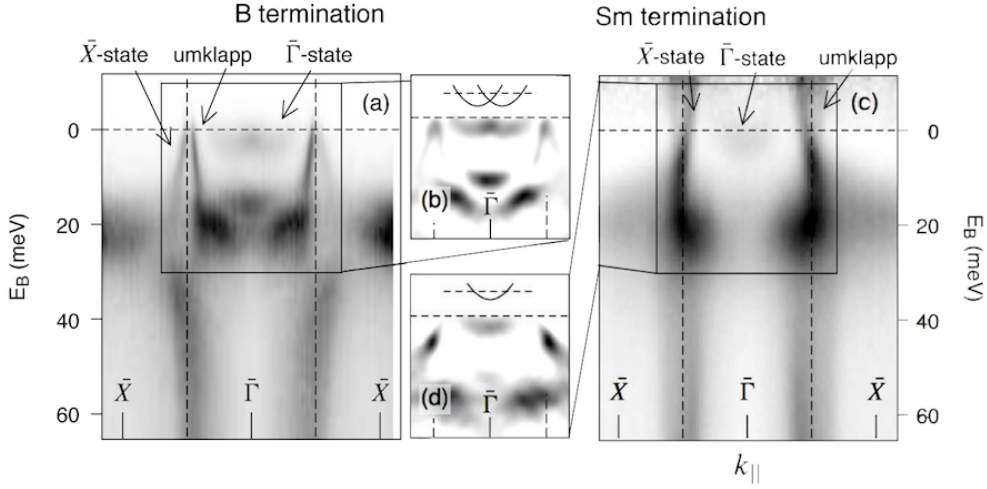 B termination
Sm termination
X̄-state
umklapp
Γ̄-state
X̄-state
Γ̄-state
umklapp
(a)
(b)
(c)
(d)
0
20
40
60
E_B (meV)
0
20
40
60
E_B (meV)
X̄
Γ̄
X̄
Γ̄
Γ̄
X̄
Γ̄
X̄
k_||